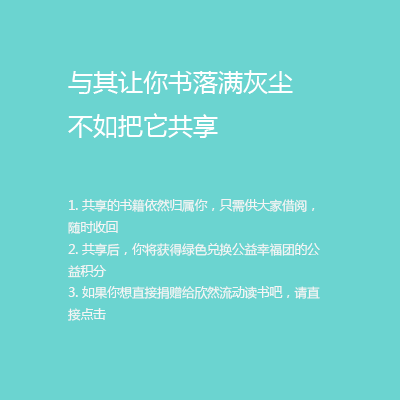 与其让你书落满灰尘
不如把它共享
1. 共享的书籍依然归属你，只需供大家借阅，
随时收回
2. 共享后，你将获得绿色兑换公益幸福团的公
益积分
3. 如果你想直接捐赠给欣然流动读书吧，请直
接点击